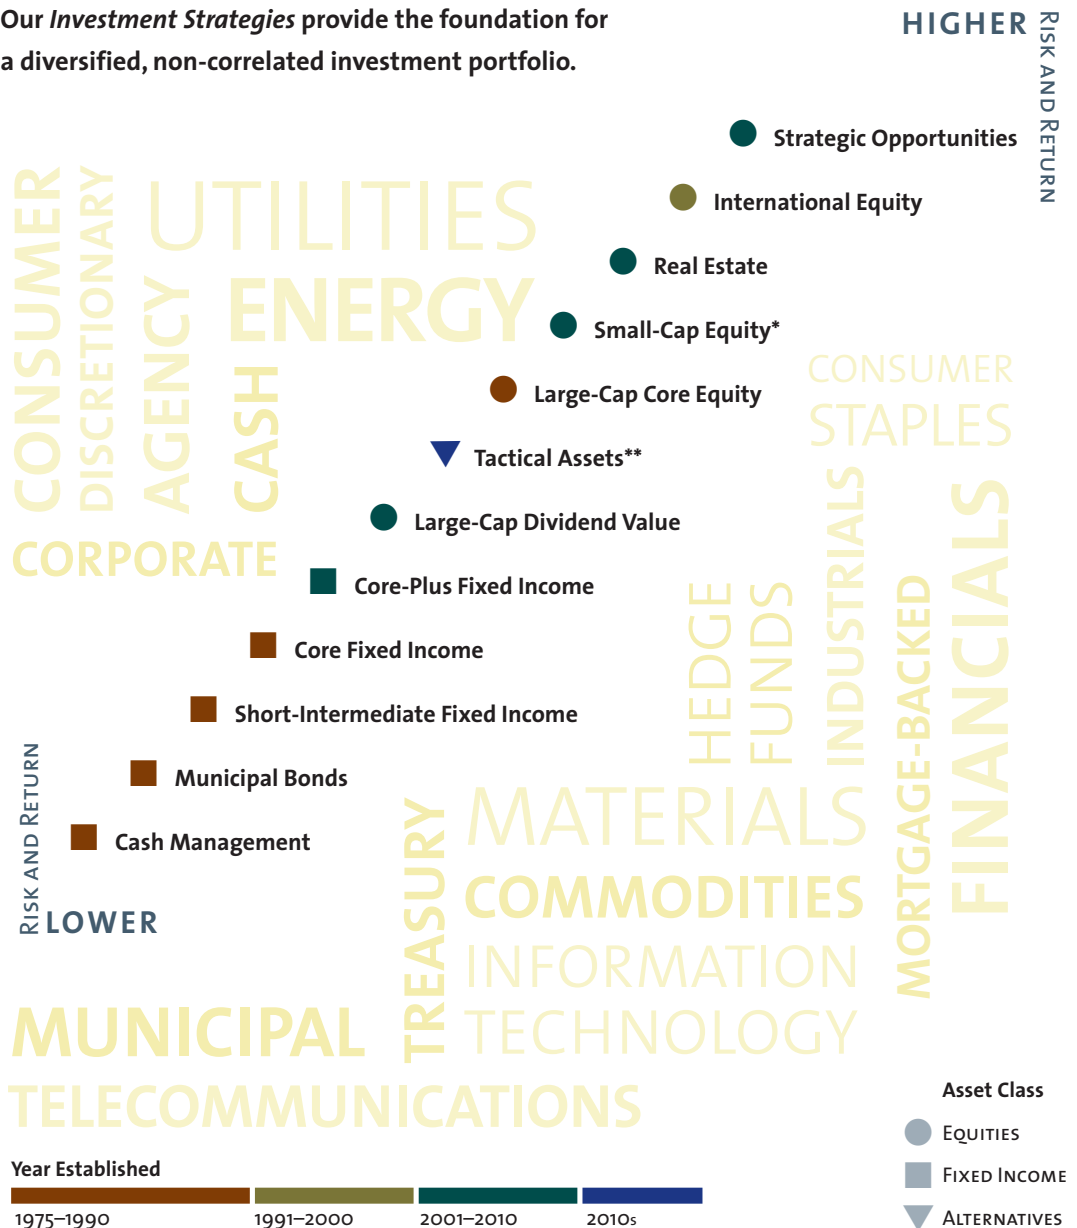 Our Investment Strategies provide the foundation for
a diversified, non-correlated investment portfolio.
HIGHER
RISK AND RETURN
Strategic Opportunities
International Equity
Real Estate
Small-Cap Equity*
Large-Cap Core Equity
Tactical Assets**
Large-Cap Dividend Value
Core-Plus Fixed Income
Core Fixed Income
Short-Intermediate Fixed Income
Municipal Bonds
Cash Management
RISK AND RETURN
LOWER
CONSUMER
DISCRETIONARY
UTILITIES
AGENCY
ENERGY
CASH
CORPORATE
CONSUMER
STAPLES
HEDGE
FUNDS
INDUSTRIALS
MORTGAGE-BACKED
FINANCIALS
TREASURY
MATERIALS
COMMODITIES
INFORMATION
TECHNOLOGY
MUNICIPAL
TELECOMMUNICATIONS
Asset Class
EQUITIES
FIXED INCOME
ALTERNATIVES
Year Established
1975–1990
1991–2000
2001–2010
2010s